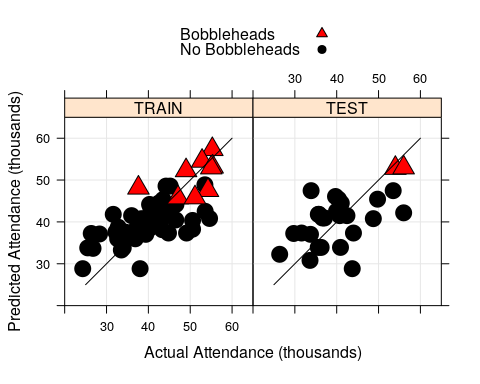 Bobbleheads
No Bobbleheads
30 40 50 60
TRAIN TEST
Predicted Attendance (thousands)
60
50
40
30
30 40 50 60
Actual Attendance (thousands)